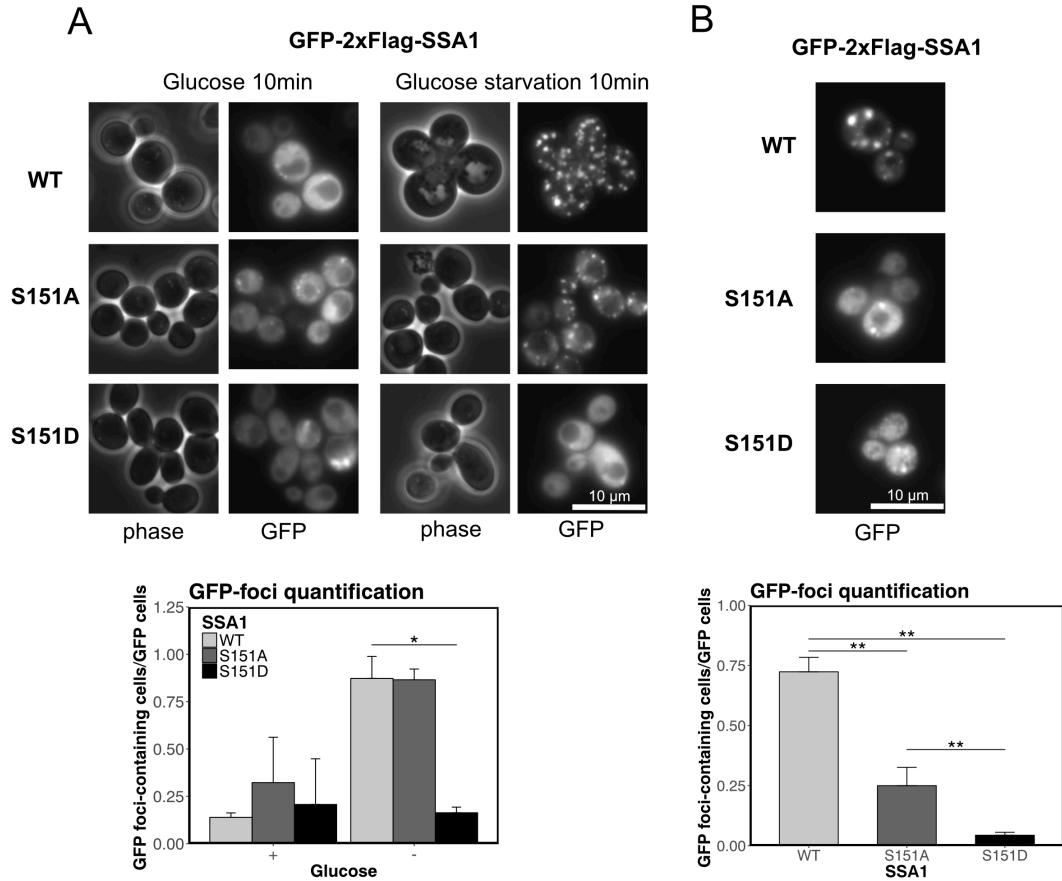 A
GFP-2xFlag-SSA1
Glucose 10min
Glucose starvation 10min
WT
S151A
S151D
10 µm
phase
GFP
phase
GFP
GFP-foci quantification
GFP foci-containing cells/GFP cells
1.25
1.00
0.75
0.50
0.25
0.00
SSA1
WT
S151A
S151D
*
+
-
Glucose
B
GFP-2xFlag-SSA1
WT
S151A
S151D
10 µm
GFP
GFP-foci quantification
GFP foci-containing cells/GFP cells
1.00
0.75
0.50
0.25
0.00
**
**
**
WT
S151A
S151D
SSA1